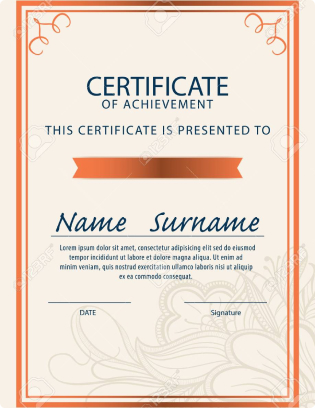 CERTIFICATE
OF ACHIEVEMENT
THIS CERTIFICATE IS PRESENTED TO
Name Surname
Lorem ipsum dolor sit amet, consectetur adipiscing elit,
sed do eiusmod tempor incididunt ut labore et dolore
magna aliqua. Ut enim ad minim veniam, quis nostrud
exercitation ullamco laboris nisi ut aliquip
ex ea commodo consequat.
DATE Signature